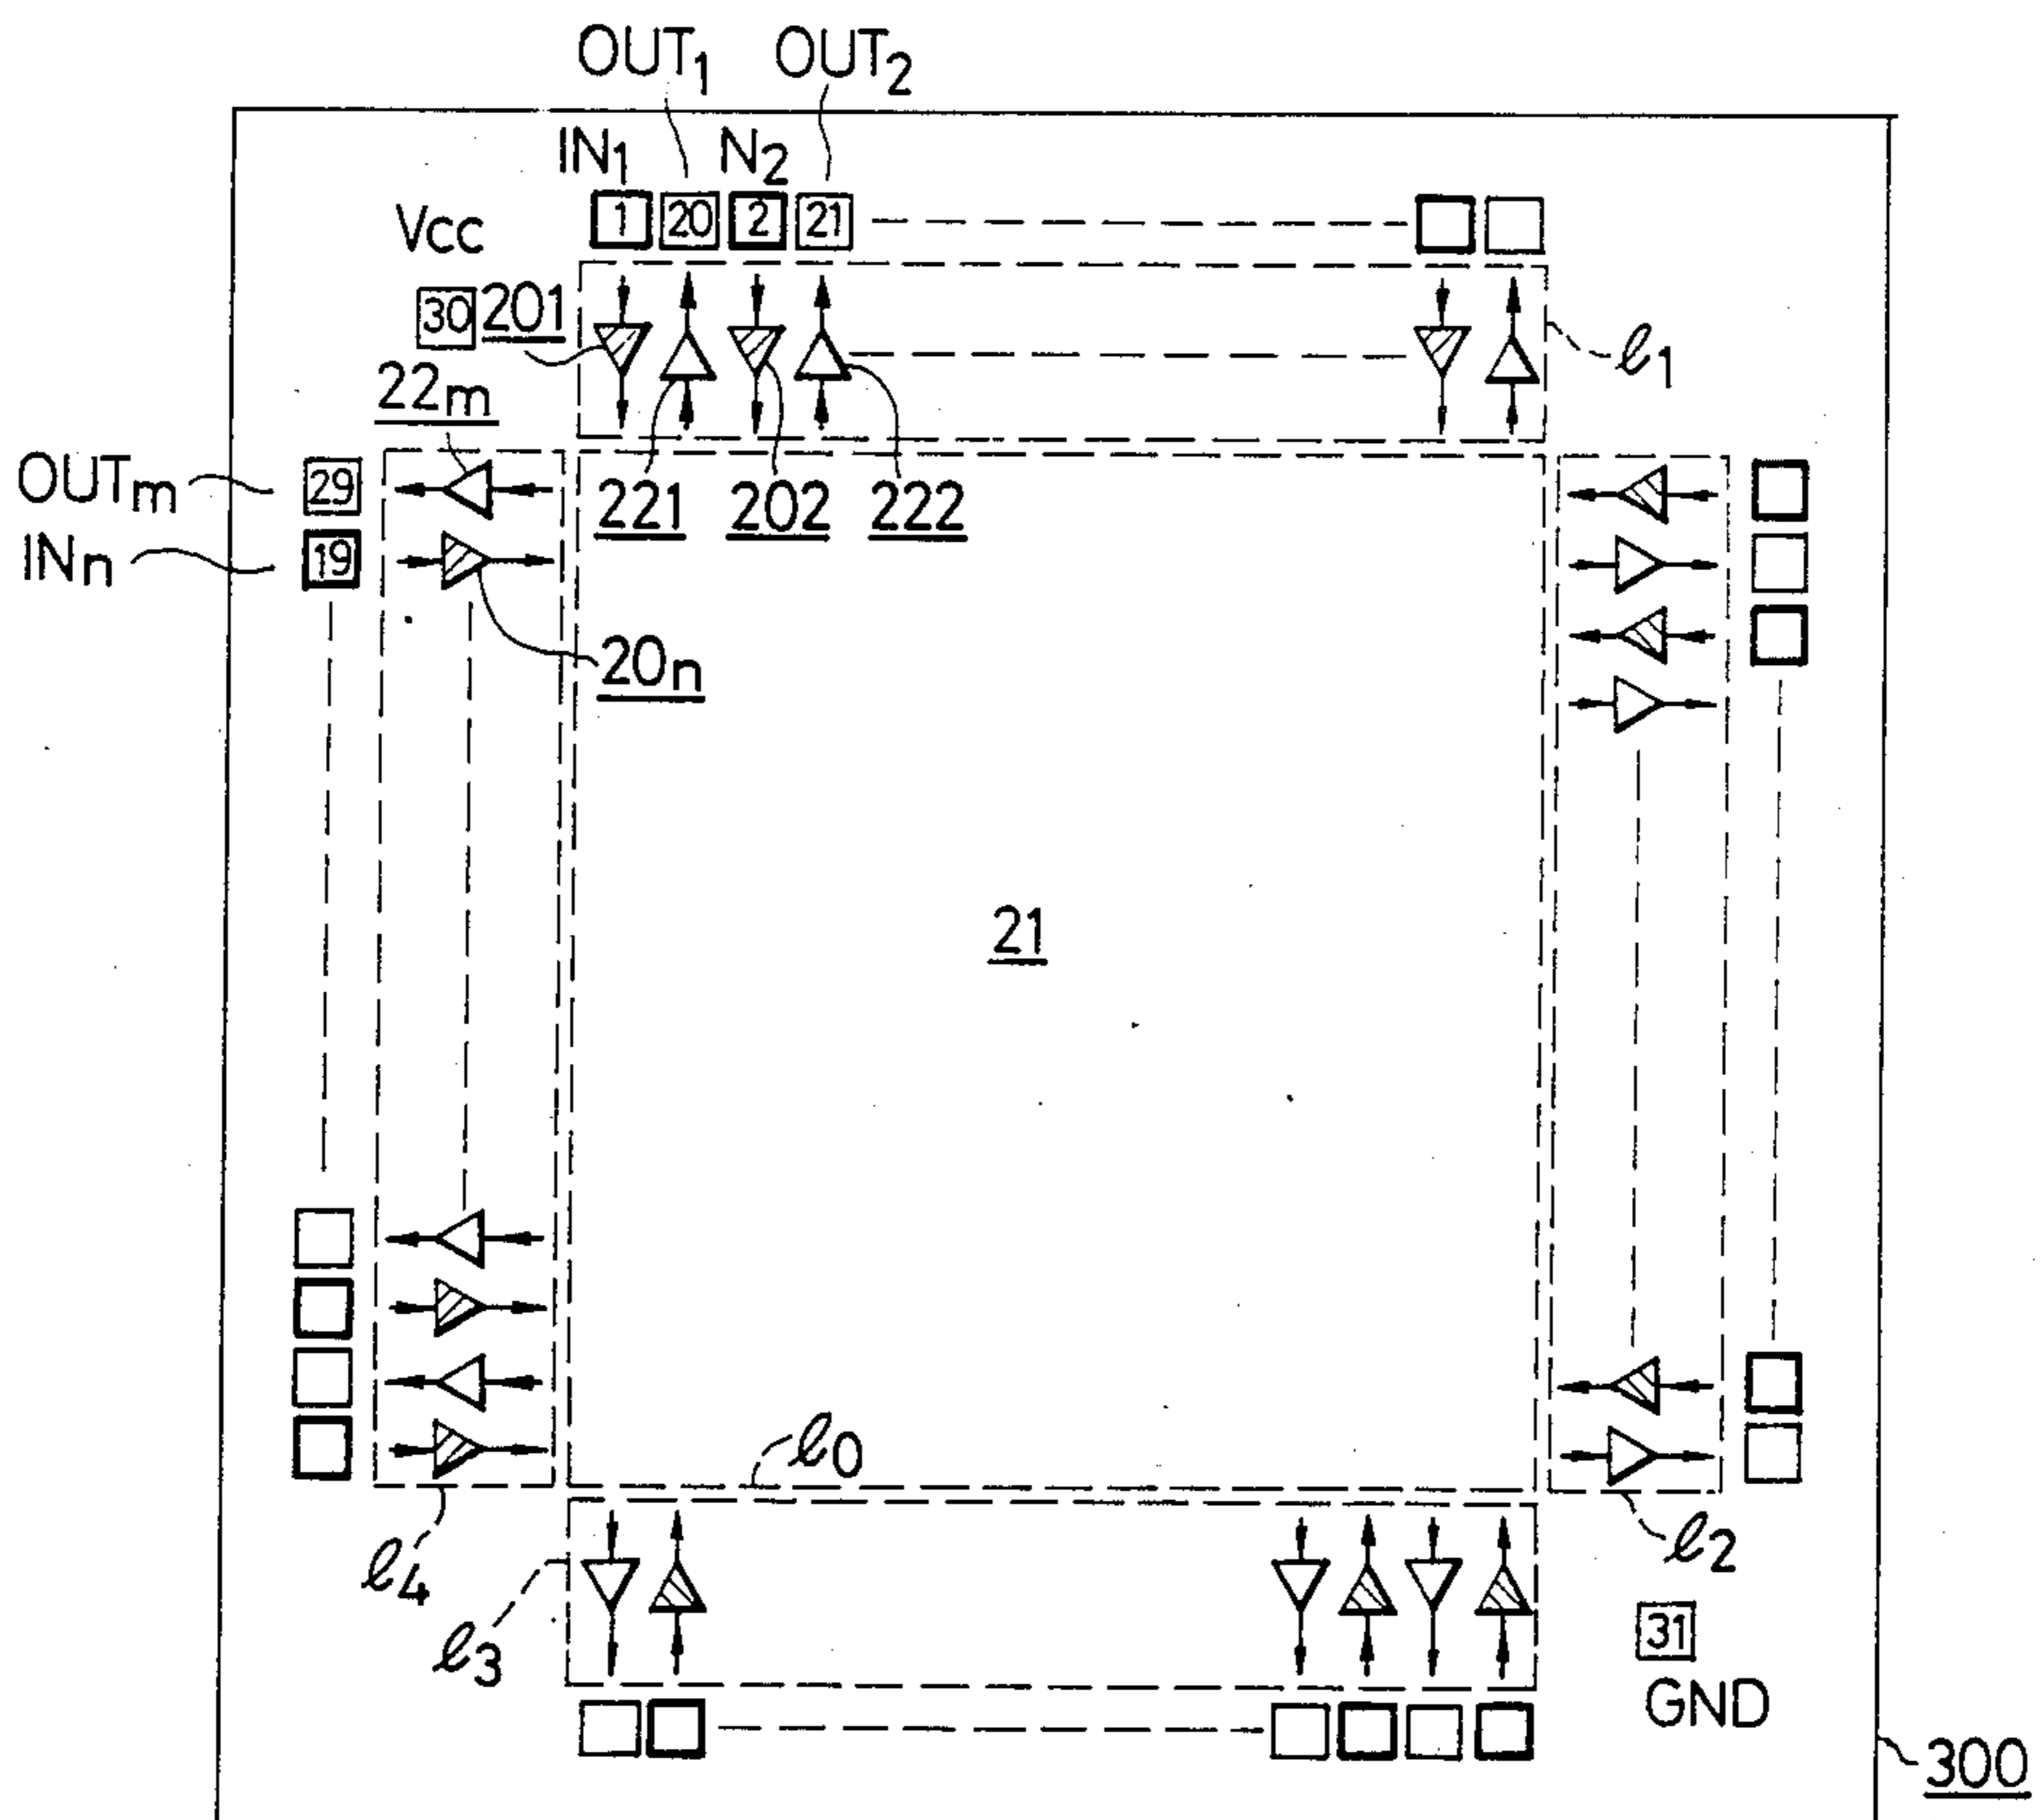 OUT1 OUT2
IN1 N2
1 20 2 21
Vcc
30 201
22m
ℓ1
OUTm 29
221 202 222
INn 19
20n
21
ℓ0
ℓ4
ℓ2
ℓ3
31
GND
300